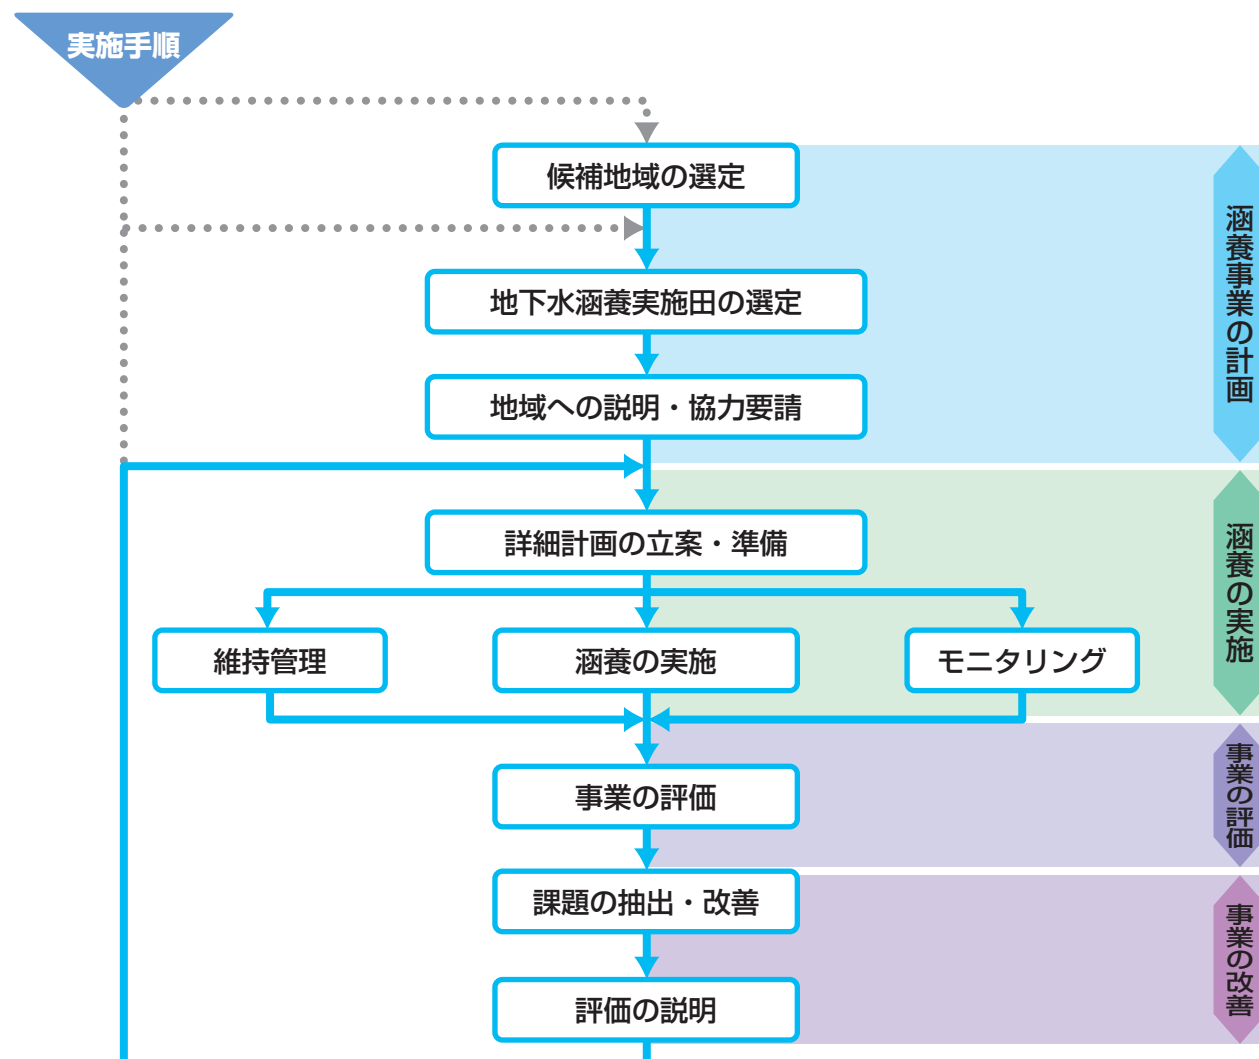 実施手順
候補地域の選定
地下水涵養実施田の選定
地域への説明・協力要請
涵養事業の計画
詳細計画の立案・準備
維持管理
涵養の実施
モニタリング
涵養の実施
事業の評価
事業の評価
課題の抽出・改善
評価の説明
事業の改善